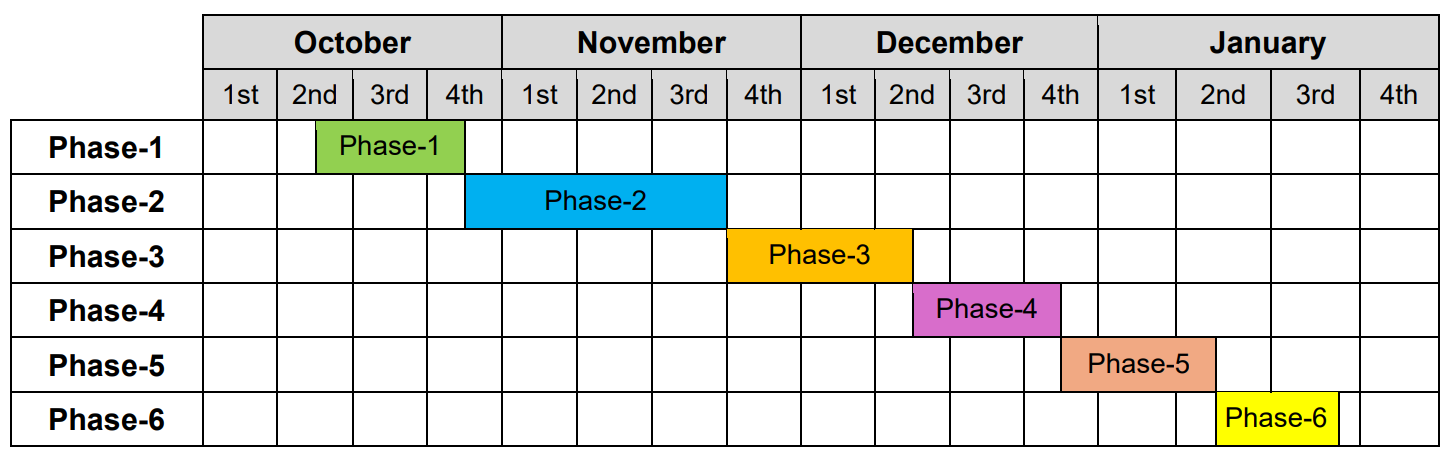 October November December January
1st 2nd 3rd 4th 1st 2nd 3rd 4th 1st 2nd 3rd 4th 1st 2nd 3rd 4th
Phase-1 Phase-1
Phase-2 Phase-2
Phase-3 Phase-3
Phase-4 Phase-4
Phase-5 Phase-5
Phase-6 Phase-6